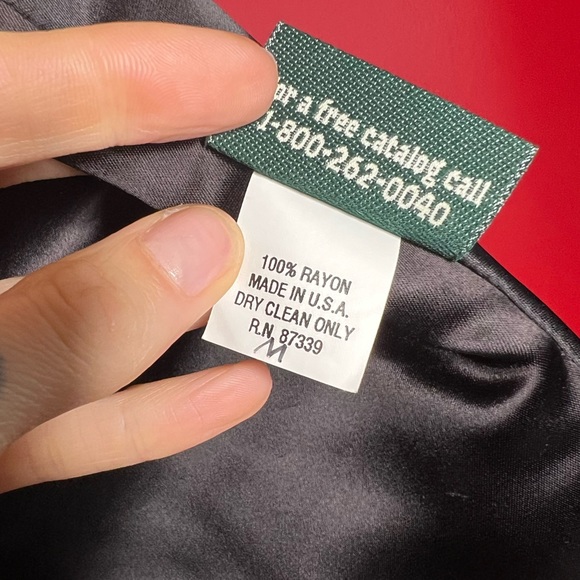 or a free catalog call
1-800-262-0040
100% RAYON
MADE IN U.S.A.
DRY CLEAN ONLY
R.N. 87339
M